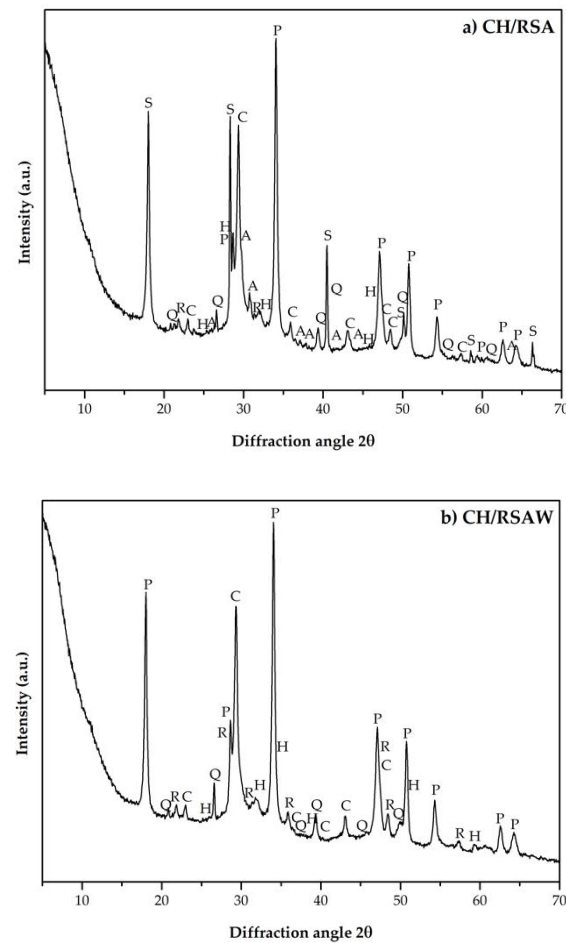 a) CH/RSA
P
S
S
C
H
P
A
S
P
P
Q
R
C
H
A
Q
A
R
H
C
A
A
Q
Q
A
C
A
H
H
C
C
Q
S
P
Q
C
S
P
Q
P
A
P
S
Intensity (a.u.)
10 20 30 40 50 60 70
Diffraction angle 2θ
b) CH/RSAW
P
P
C
P
R
H
P
R
C
H
Q
R
C
H
Q
R
H
R
C
Q
H
Q
C
C
Q
R
Q
P
R
H
P
P
Intensity (a.u.)
10 20 30 40 50 60 70
Diffraction angle 2θ